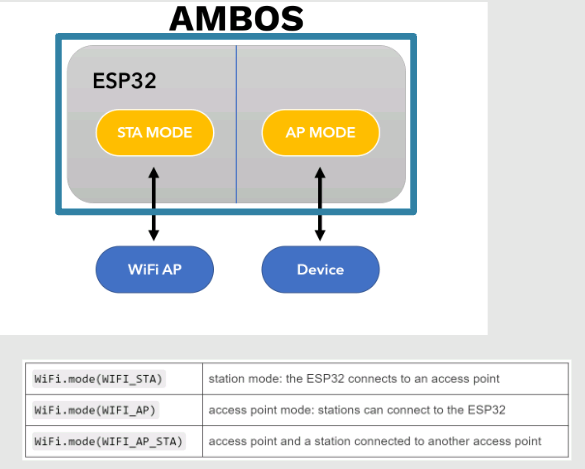 AMBOS
ESP32
STA MODE AP MODE
WiFi AP Device
WiFi.mode(WIFI_STA) station mode: the ESP32 connects to an access point
WiFi.mode(WIFI_AP) access point mode: stations can connect to the ESP32
WiFi.mode(WIFI_AP_STA) access point and a station connected to another access point